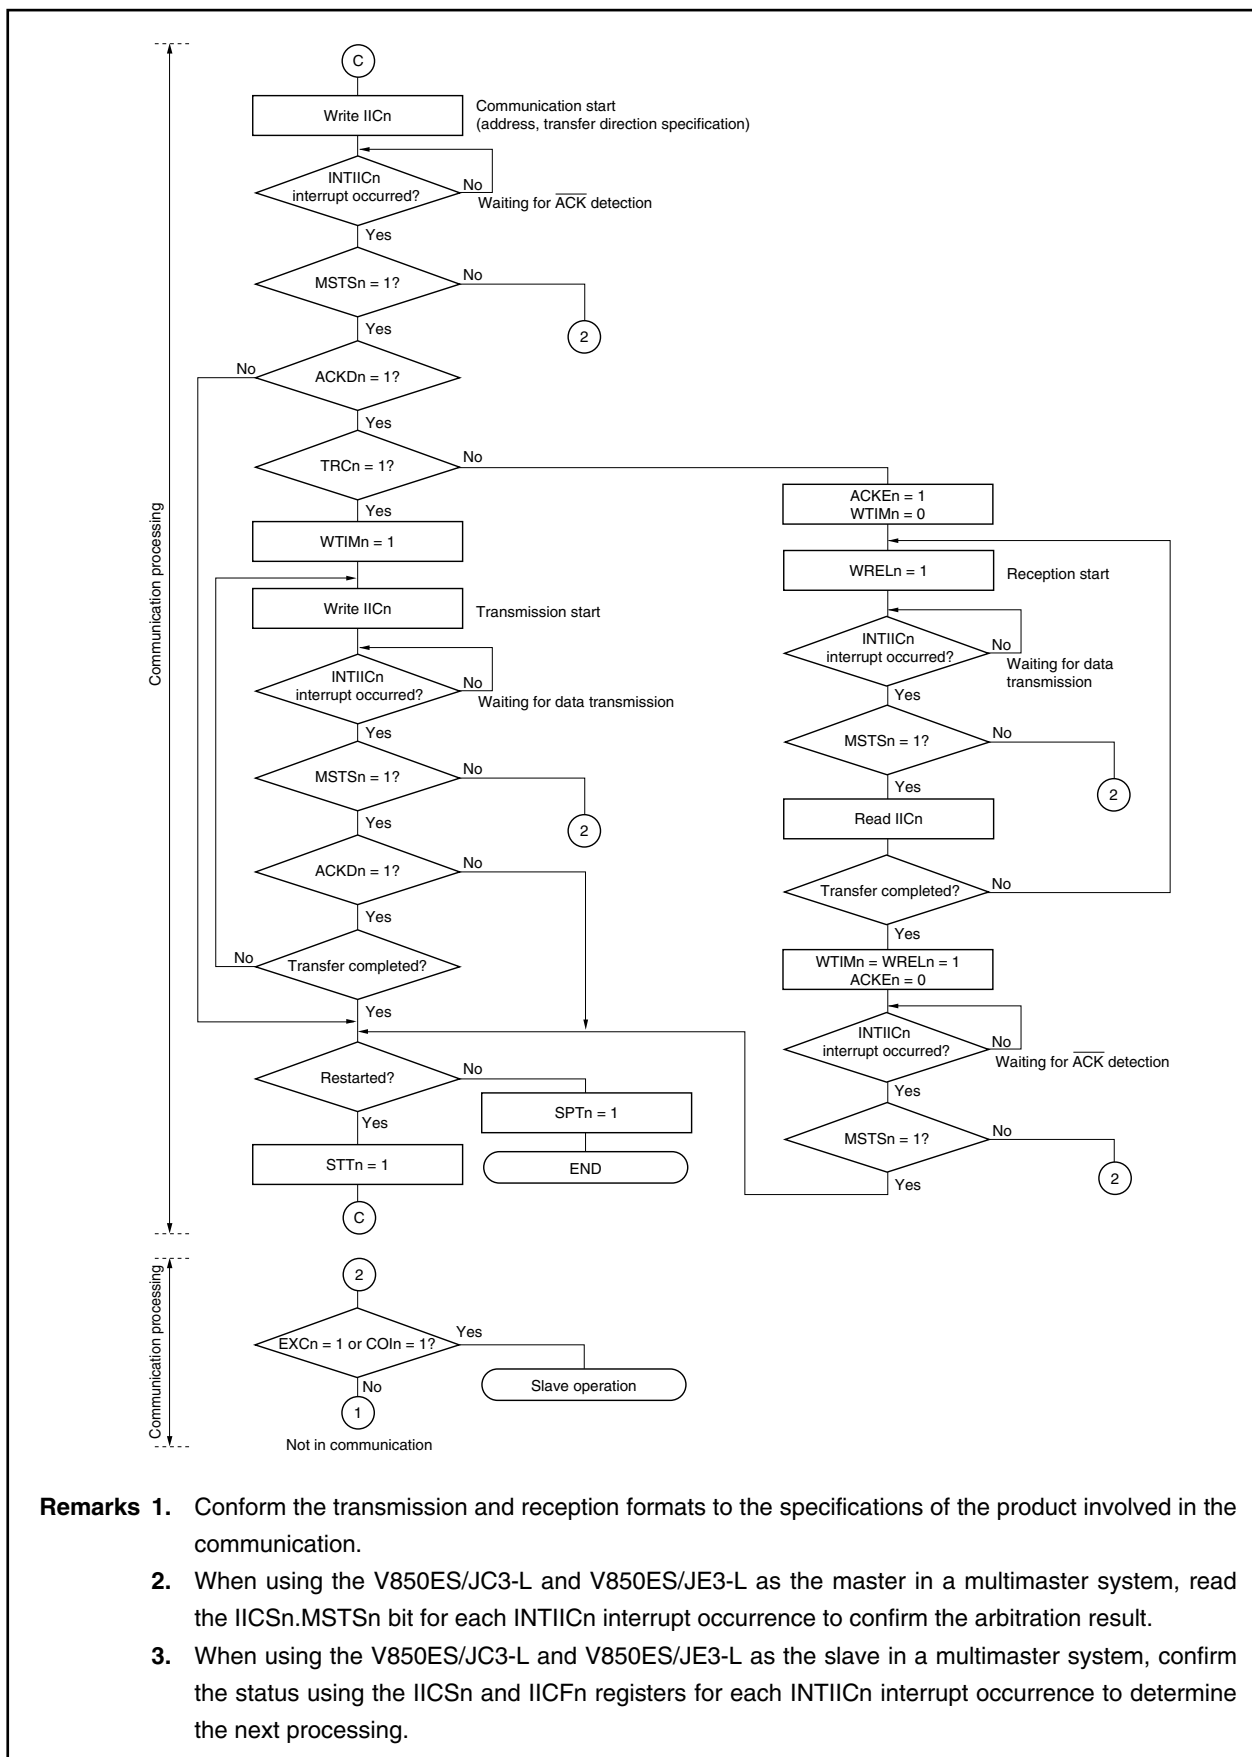 C
Write IICn
Communication start
(address, transfer direction specification)
INTIICn
interrupt occurred?
No
Waiting for ACK detection
Yes
MSTSn = 1?
No
2
Yes
ACKDn = 1?
No
Yes
TRCn = 1?
No
Yes
WTIMn = 1
Write IICn
Transmission start
INTIICn
interrupt occurred?
No
Waiting for data transmission
Yes
MSTSn = 1?
No
2
Yes
ACKDn = 1?
No
Yes
Transfer completed?
No
Yes
Restarted?
No
SPTn = 1
END
Yes
STTn = 1
C
ACKEn = 1
WTIMn = 0
WRELn = 1
Reception start
INTIICn
interrupt occurred?
No
Waiting for data
transmission
Yes
MSTSn = 1?
No
2
Yes
Read IICn
Transfer completed?
No
Yes
WTIMn = WRELn = 1
ACKEn = 0
INTIICn
interrupt occurred?
No
Waiting for ACK detection
Yes
MSTSn = 1?
No
2
Yes
Communication processing
2
EXCn = 1 or COIn = 1?
Yes
Slave operation
No
1
Not in communication
Communication processing
Remarks 1. Conform the transmission and reception formats to the specifications of the product involved in the
communication.
2. When using the V850ES/JC3-L and V850ES/JE3-L as the master in a multimaster system, read
the IICSn.MSTSn bit for each INTIICn interrupt occurrence to confirm the arbitration result.
3. When using the V850ES/JC3-L and V850ES/JE3-L as the slave in a multimaster system, confirm
the status using the IICSn and IICFn registers for each INTIICn interrupt occurrence to determine
the next processing.